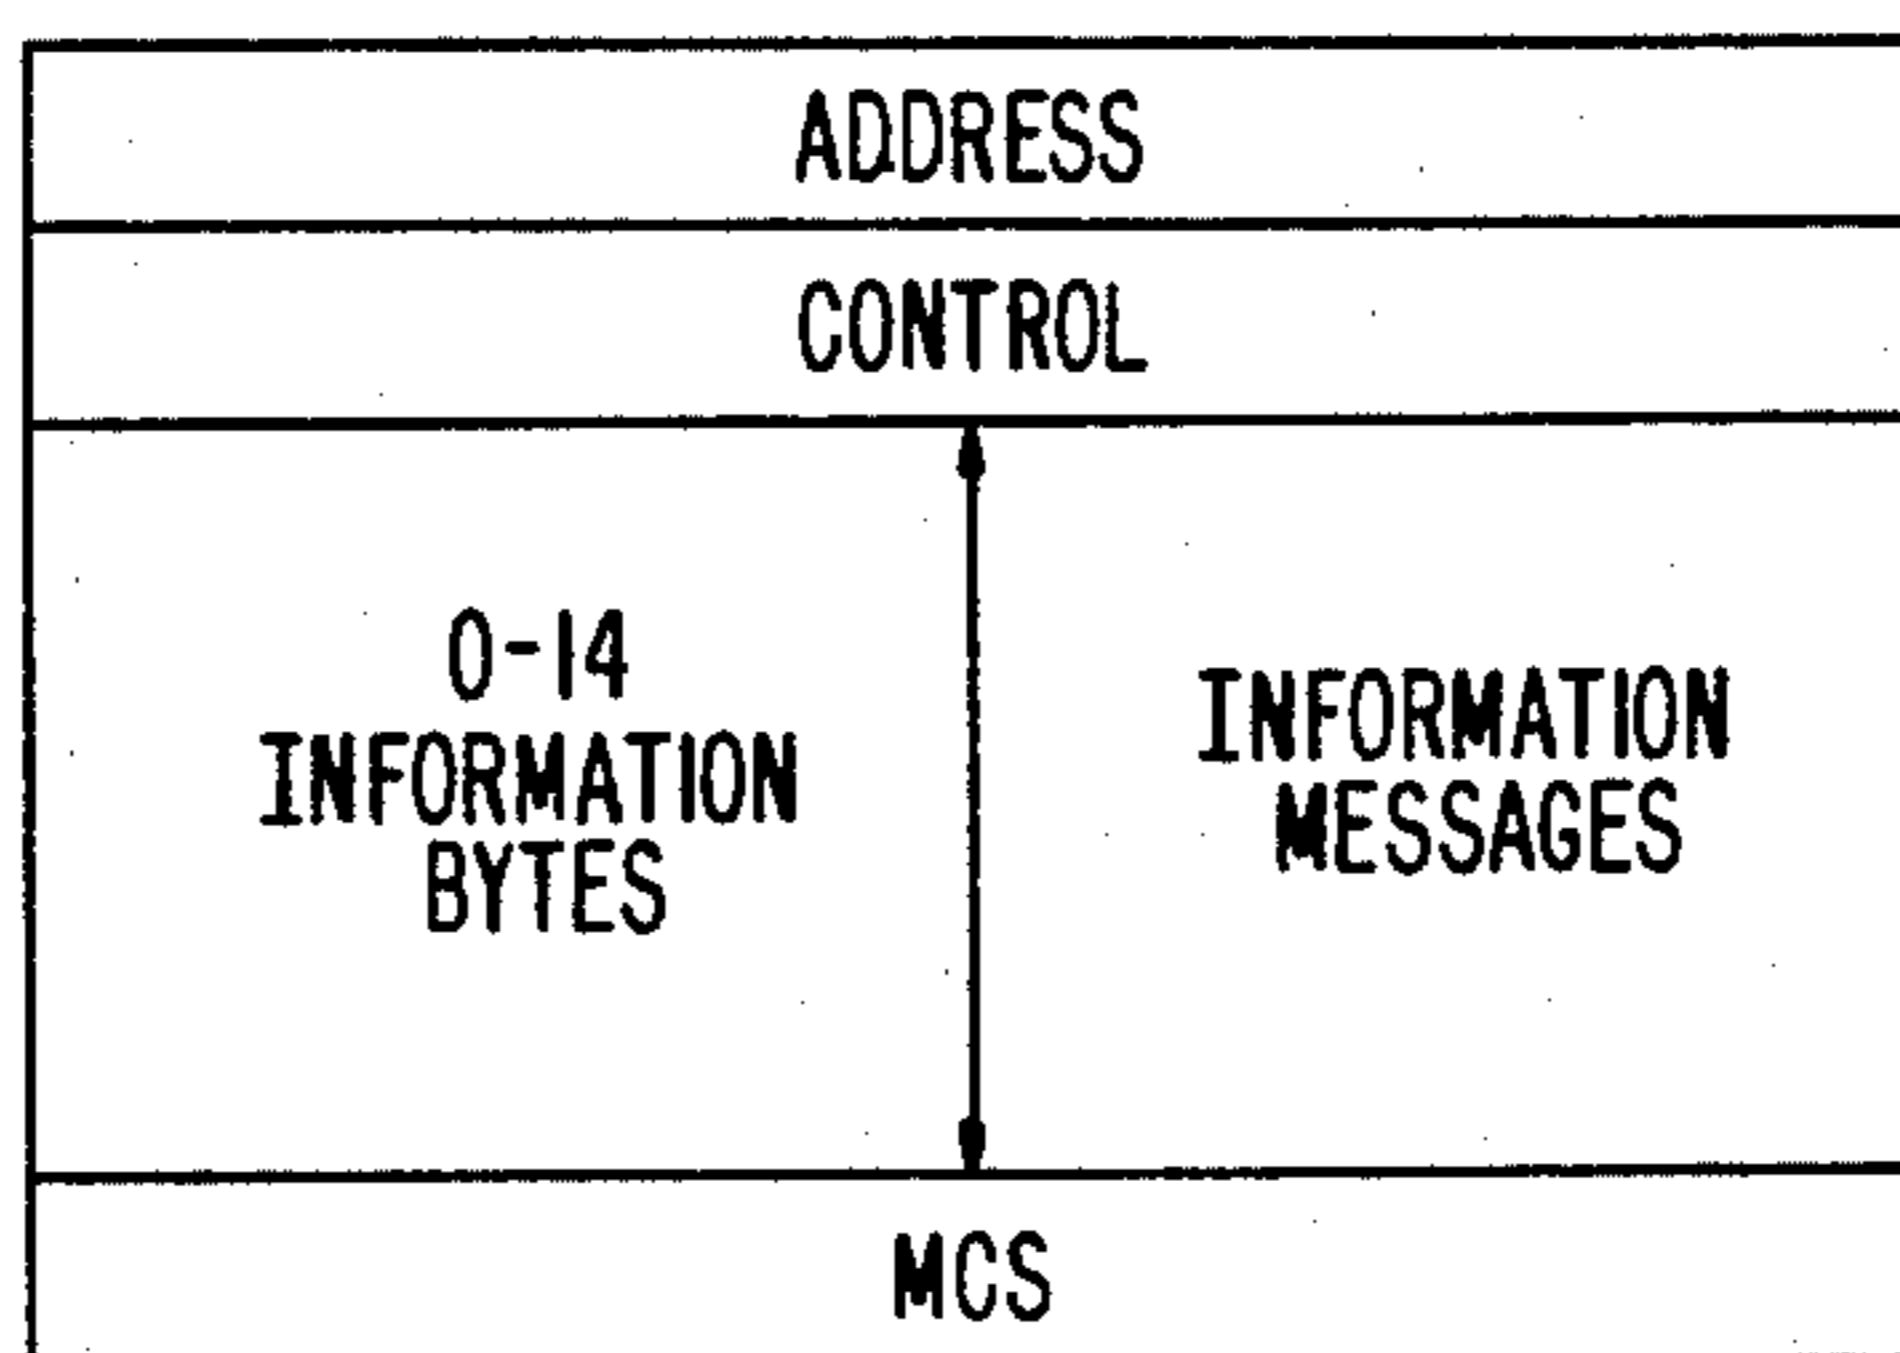 ADDRESS
CONTROL
0-14
INFORMATION
BYTES
INFORMATION
MESSAGES
MCS